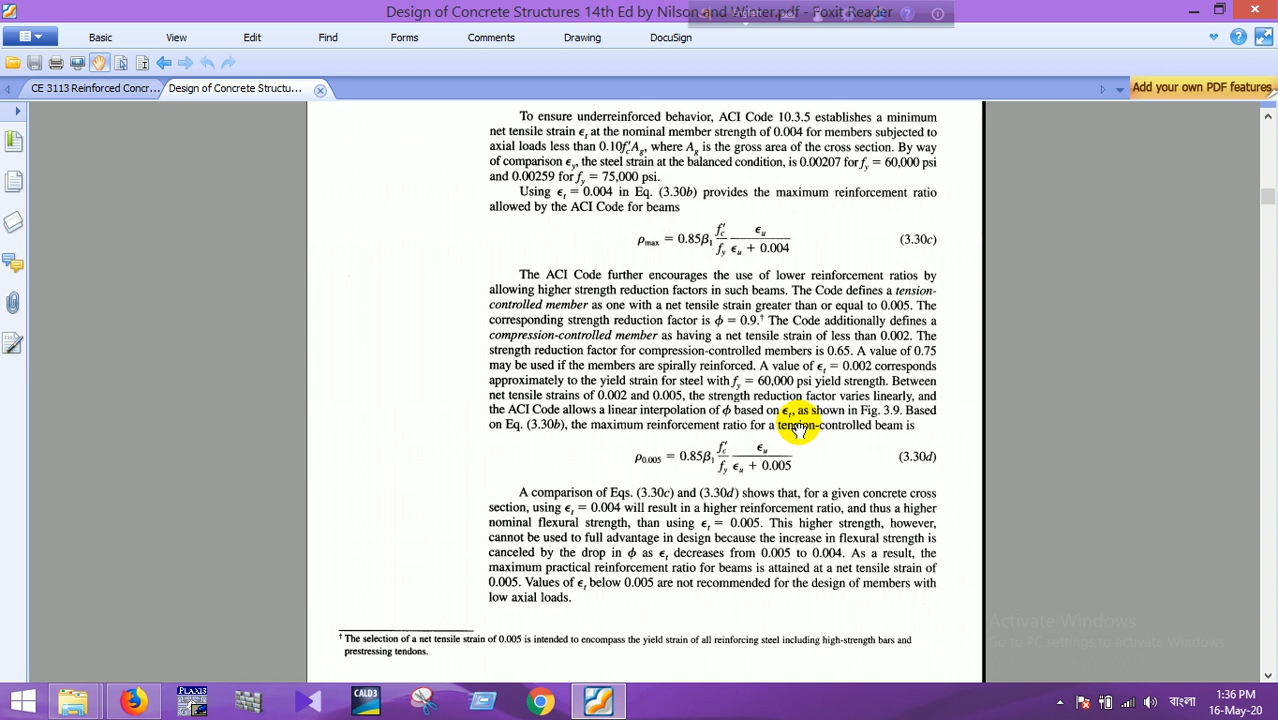 Design of Concrete Structures 14th Ed by Nilson and Winter.pdf - Foxit Reader
Basic View Edit Find Forms Comments Drawing DocuSign
CE 3113 Reinforced Concr... Design of Concrete Structu...
Add your own PDF features
To ensure underreinforced behavior, ACI Code 10.3.5 establishes a minimum
net tensile strain ϵt at the nominal member strength of 0.004 for members subjected to
axial loads less than 0.10f′cAg, where Ag is the gross area of the cross section. By way
of comparison ϵy, the steel strain at the balanced condition, is 0.00207 for fy = 60,000 psi
and 0.00259 for fy = 75,000 psi.
Using ϵt = 0.004 in Eq. (3.30b) provides the maximum reinforcement ratio
allowed by the ACI Code for beams
ρmax = 0.85β1 f′c/fy ϵu/(ϵu + 0.004) (3.30c)
The ACI Code further encourages the use of lower reinforcement ratios by
allowing higher strength reduction factors in such beams. The Code defines a tension-
controlled member as one with a net tensile strain greater than or equal to 0.005. The
corresponding strength reduction factor is ϕ = 0.9.† The Code additionally defines a
compression-controlled member as having a net tensile strain of less than 0.002. The
strength reduction factor for compression-controlled members is 0.65. A value of 0.75
may be used if the members are spirally reinforced. A value of ϵt = 0.002 corresponds
approximately to the yield strain for steel with fy = 60,000 psi yield strength. Between
net tensile strains of 0.002 and 0.005, the strength reduction factor varies linearly, and
the ACI Code allows a linear interpolation of ϕ based on ϵt, as shown in Fig. 3.9. Based
on Eq. (3.30b), the maximum reinforcement ratio for a tension-controlled beam is
ρ0.005 = 0.85β1 f′c/fy ϵu/(ϵu + 0.005) (3.30d)
A comparison of Eqs. (3.30c) and (3.30d) shows that, for a given concrete cross
section, using ϵt = 0.004 will result in a higher reinforcement ratio, and thus a higher
nominal flexural strength, than using ϵt = 0.005. This higher strength, however,
cannot be used to full advantage in design because the increase in flexural strength is
canceled by the drop in ϕ as ϵt decreases from 0.005 to 0.004. As a result, the
maximum practical reinforcement ratio for beams is attained at a net tensile strain of
0.005. Values of ϵt below 0.005 are not recommended for the design of members with
low axial loads.
† The selection of a net tensile strain of 0.005 is intended to encompass the yield strain of all reinforcing steel including high-strength bars and
prestressing tendons.
Activate Windows
Go to PC settings to activate Windows.
PLAXIS
CALD3
বাংলা
1:36 PM
16-May-20